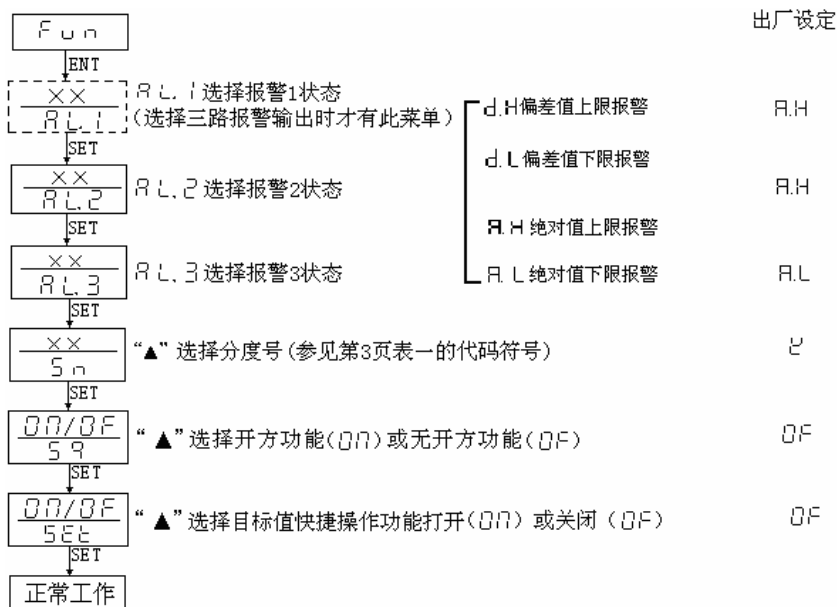 出厂设定
Fun
ENT
XX
AL.1
AL.1选择报警1状态
(选择三路报警输出时才有此菜单)
d.H偏差值上限报警
A.H
SET
d.L偏差值下限报警
XX
AL.2
AL.2选择报警2状态
A.H
SET
A.H绝对值上限报警
XX
AL.3
AL.3选择报警3状态
A.L绝对值下限报警
A.L
SET
XX
Sn
“▲”选择分度号(参见第3页表一的代码符号)
SET
ON/OF
Sq
“▲”选择开方功能(ON)或无开方功能(OF)
OF
SET
ON/OF
SEt
“▲”选择目标值快捷操作功能打开(ON)或关闭(OF)
OF
SET
正常工作